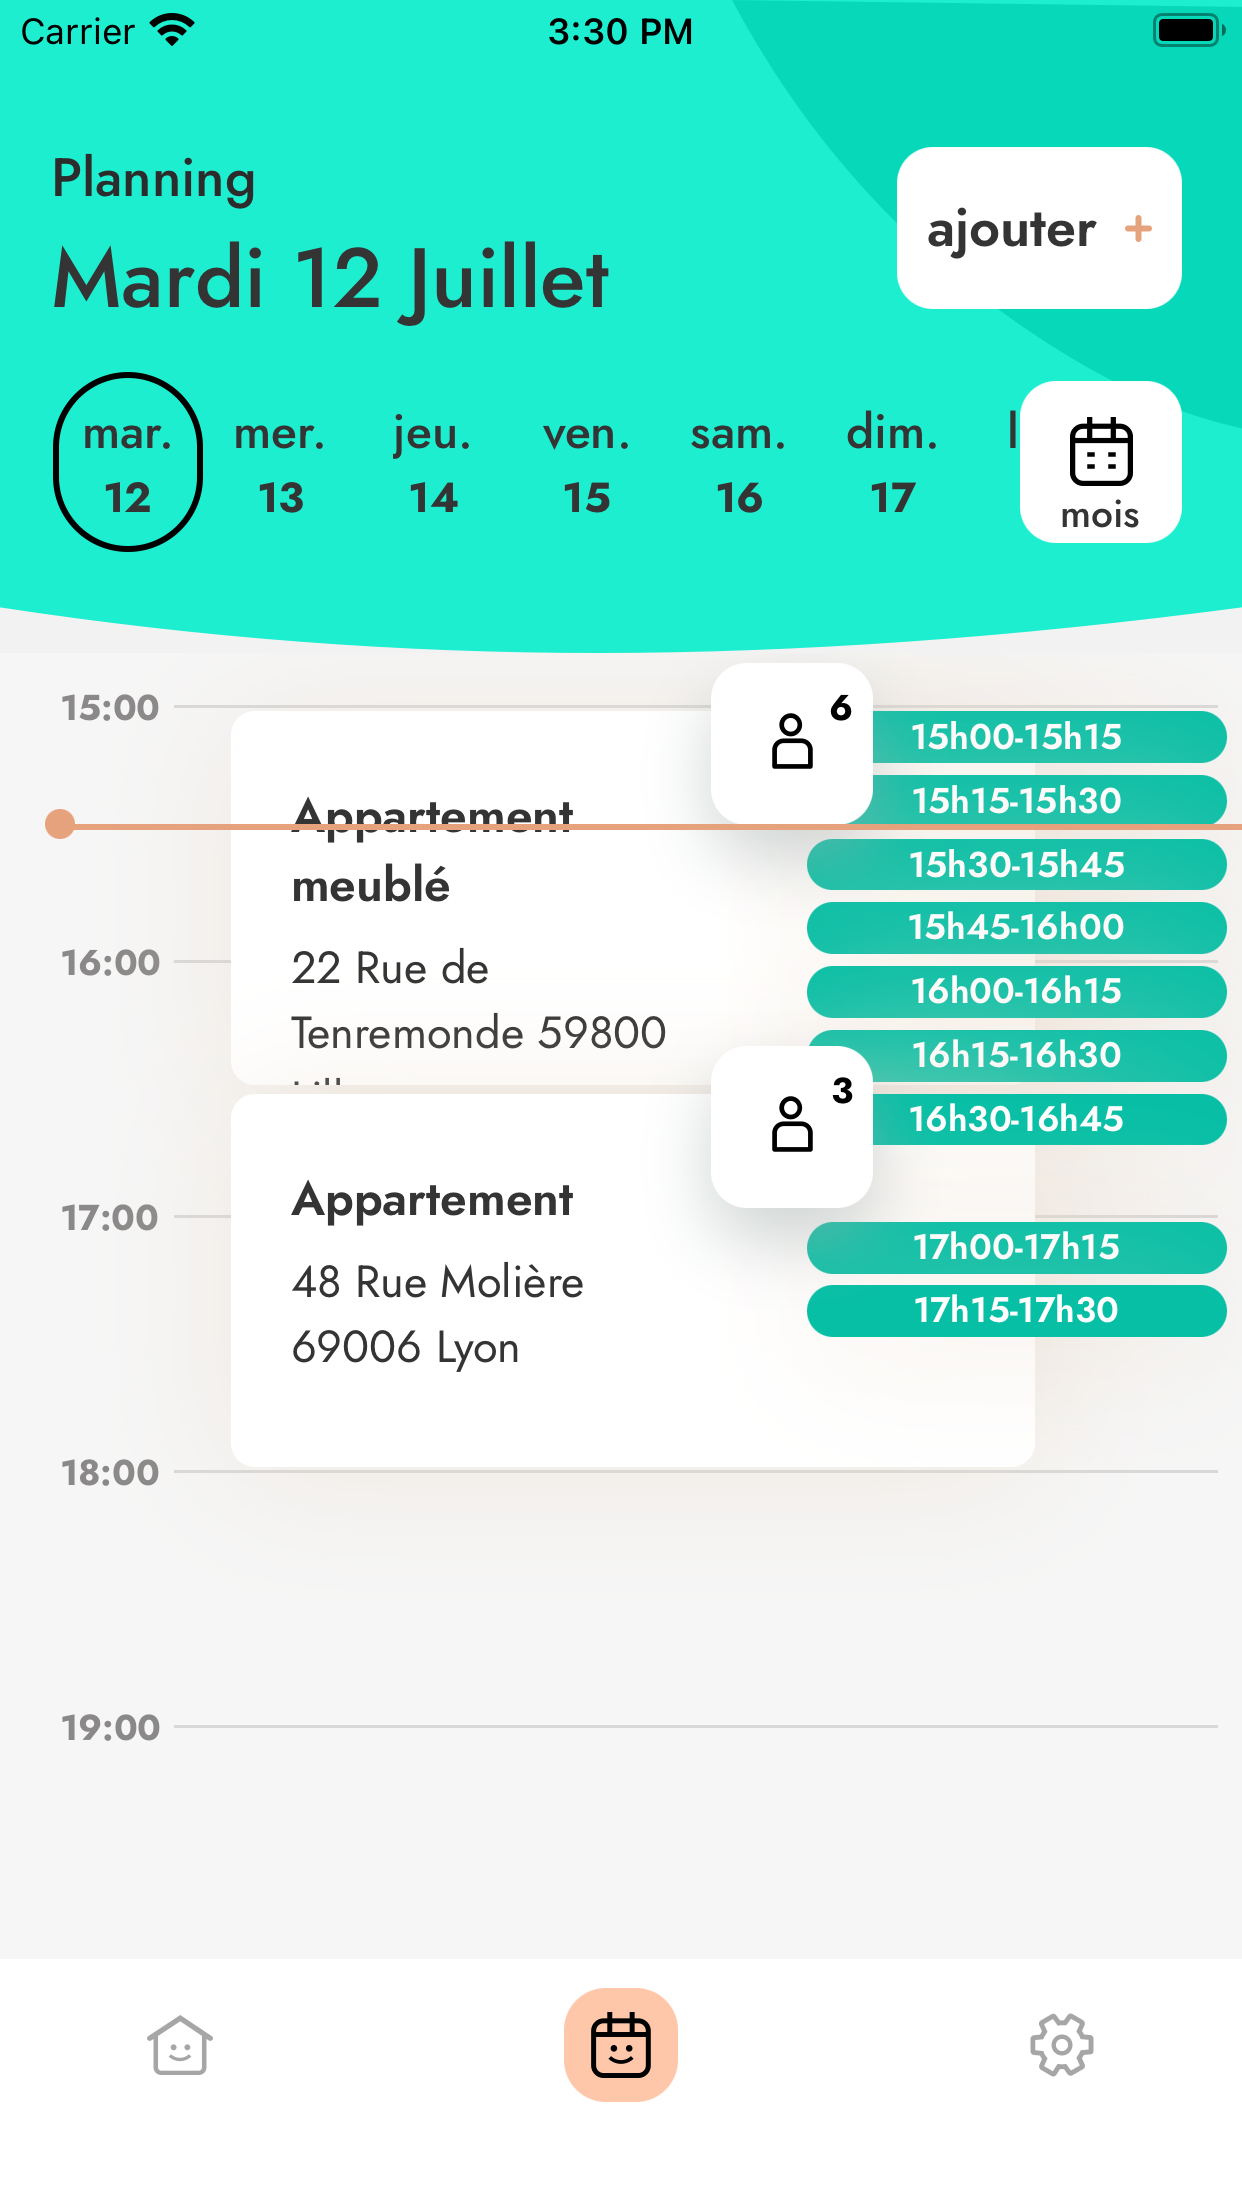 Carrier 3:30 PM
Planning
Mardi 12 Juillet
ajouter +
mar. mer. jeu. ven. sam. dim.
12 13 14 15 16 17
mois
15:00
6
15h00-15h15
15h15-15h30
Appartement
meublé
15h30-15h45
15h45-16h00
16:00
22 Rue de
16h00-16h15
Tenremonde 59800
16h15-16h30
3
16h30-16h45
Appartement
17:00
17h00-17h15
48 Rue Molière
17h15-17h30
69006 Lyon
18:00
19:00